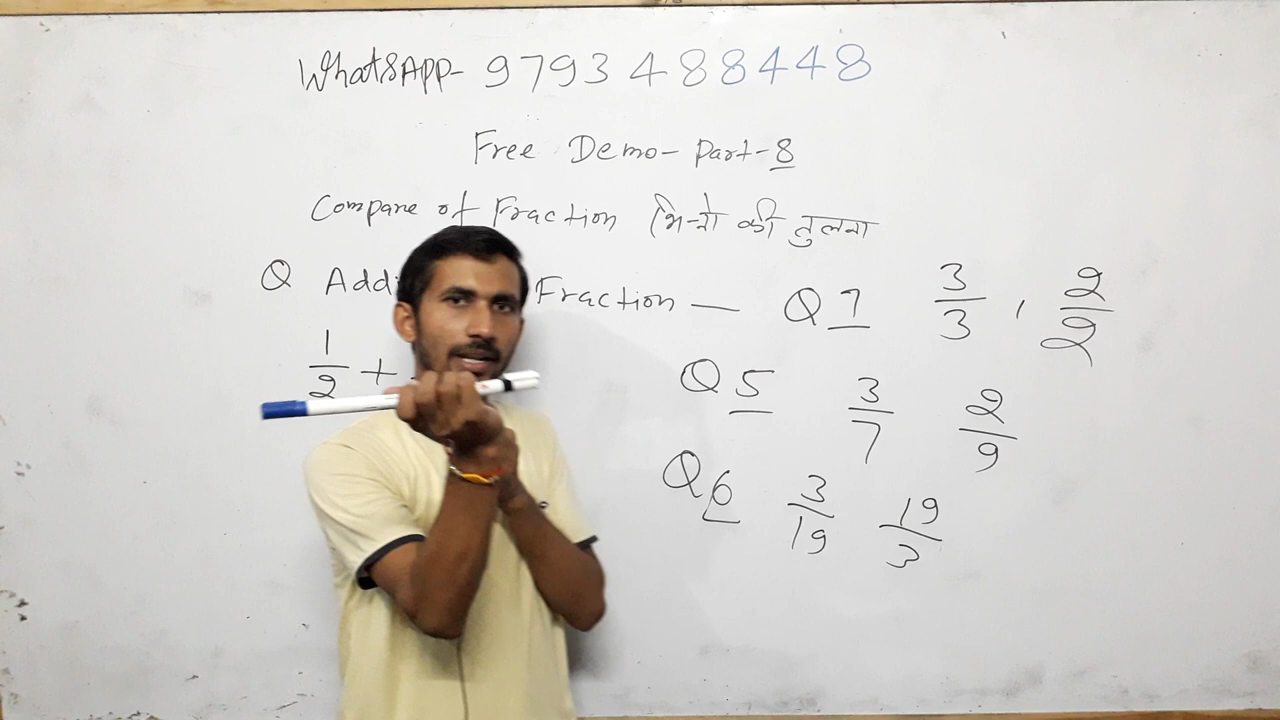 WhatsApp- 9793488448
Free Demo- Part-8
Compare of Fraction भिन्नो की तुलना
Q Addi Fraction — Q7 3/3 , 2/2
1/2 +
Q5 3/7 2/9
Q6 3/19 19/3